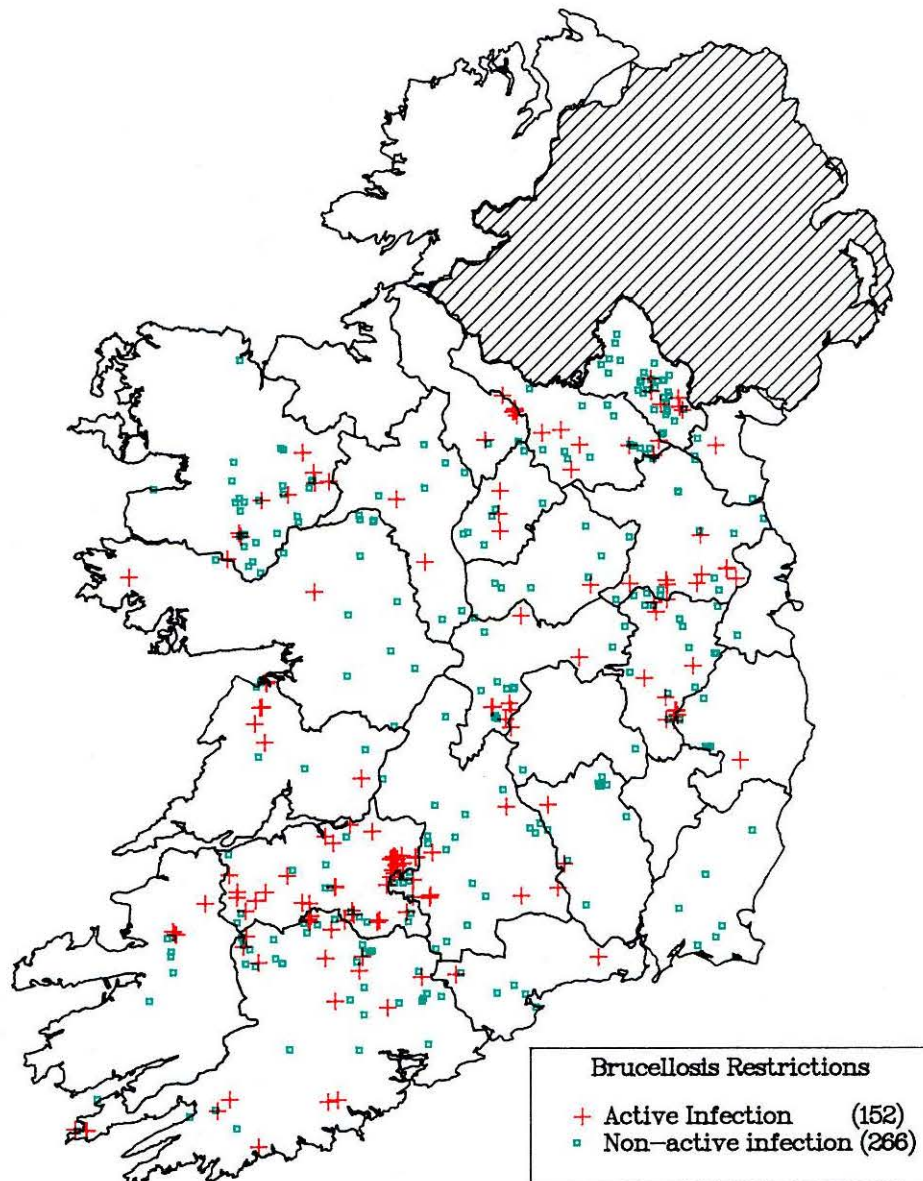 Brucellosis Restrictions
Active Infection (152)
Non-active infection (266)